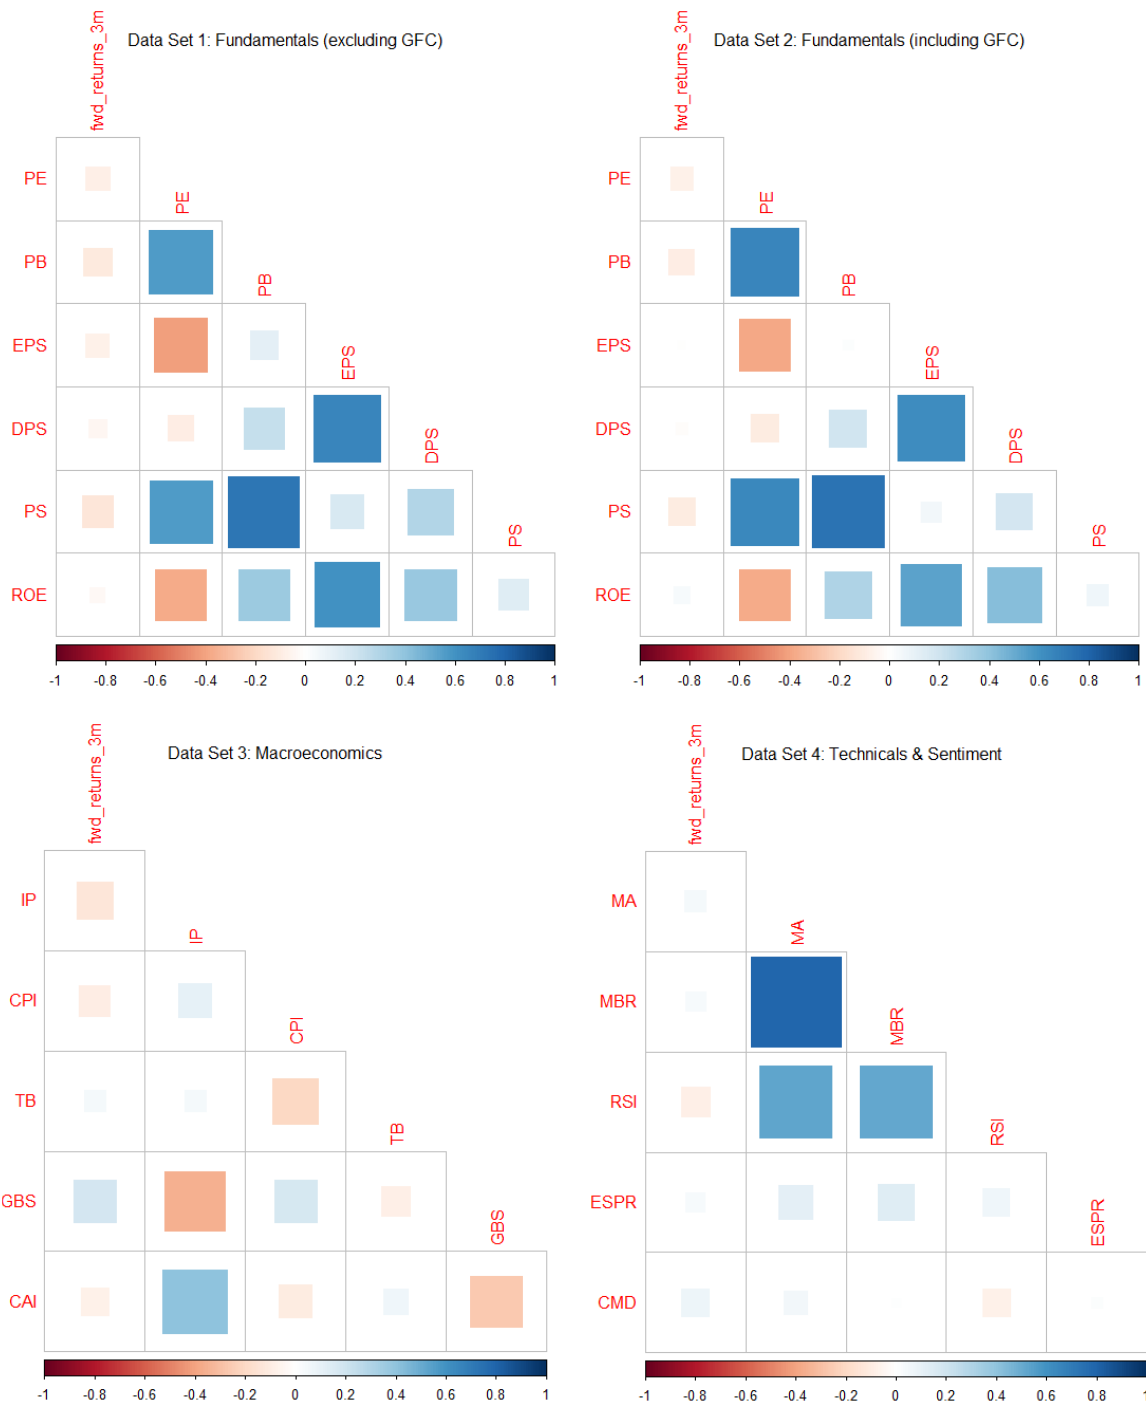 Data Set 1: Fundamentals (excluding GFC)
fwd_returns_3m
PE
PE
PB
PB
EPS
EPS
DPS
DPS
PS
PS
ROE
-1 -0.8 -0.6 -0.4 -0.2 0 0.2 0.4 0.6 0.8 1
Data Set 2: Fundamentals (including GFC)
fwd_returns_3m
PE
PE
PB
PB
EPS
EPS
DPS
DPS
PS
PS
ROE
-1 -0.8 -0.6 -0.4 -0.2 0 0.2 0.4 0.6 0.8 1
Data Set 3: Macroeconomics
fwd_returns_3m
IP
IP
CPI
CPI
TB
TB
GBS
GBS
CAI
-1 -0.8 -0.6 -0.4 -0.2 0 0.2 0.4 0.6 0.8 1
Data Set 4: Technicals & Sentiment
fwd_returns_3m
MA
MA
MBR
MBR
RSI
RSI
ESPR
ESPR
CMD
-1 -0.8 -0.6 -0.4 -0.2 0 0.2 0.4 0.6 0.8 1